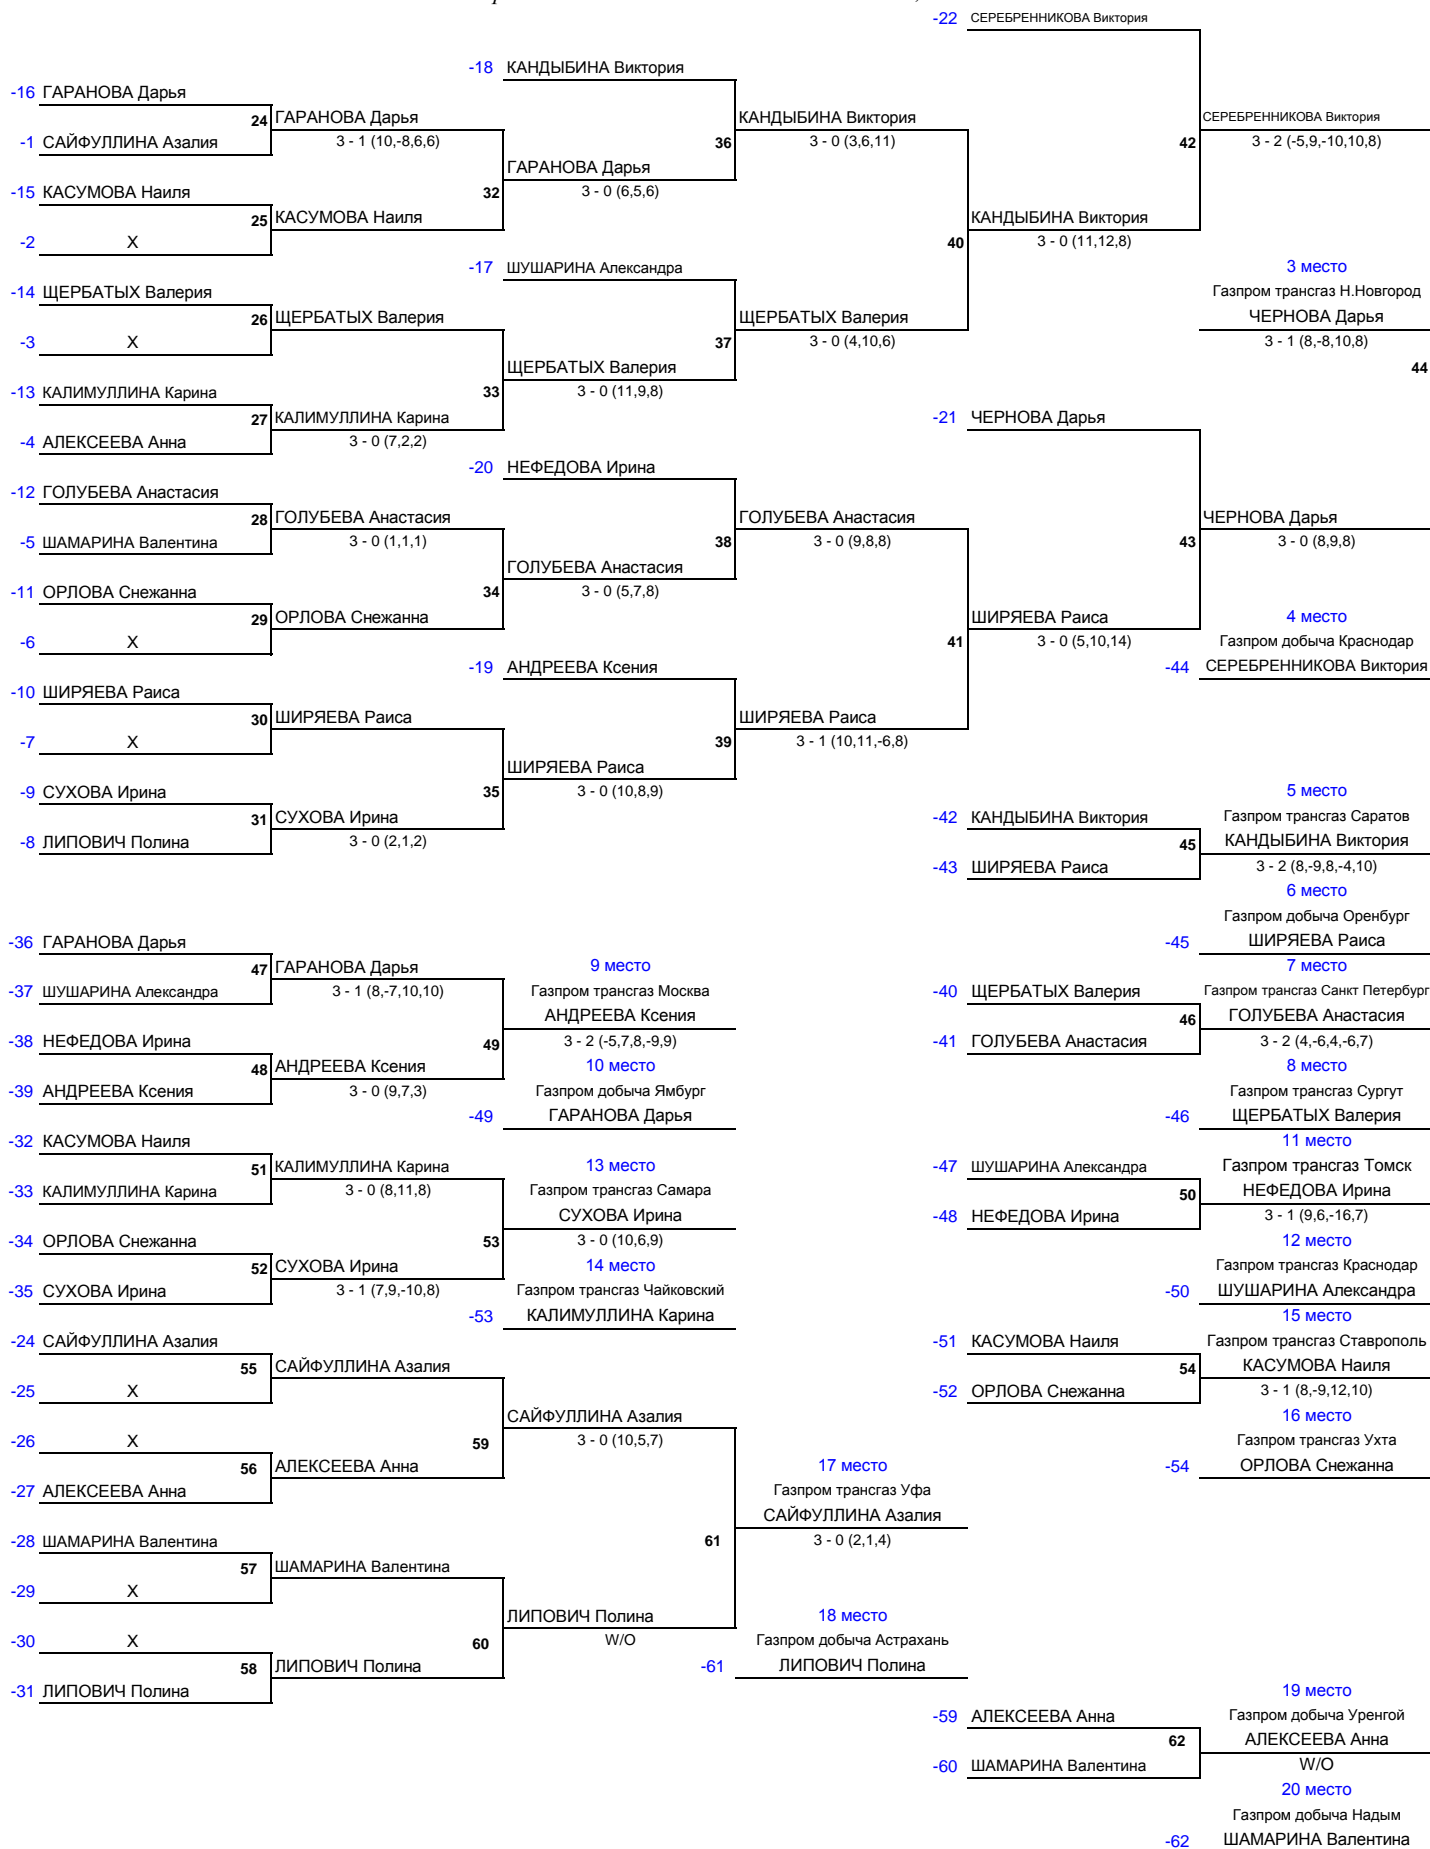 -22 СЕРЕБРЕННИКОВА Виктория
-18 КАНДЫБИНА Виктория
-16 ГАРАНОВА Дарья
24 ГАРАНОВА Дарья
КАНДЫБИНА Виктория
СЕРЕБРЕННИКОВА Виктория
-1 САЙФУЛЛИНА Азалия
3 - 1 (10,-8,6,6)
36
3 - 0 (3,6,11)
42
3 - 2 (-5,9,-10,10,8)
ГАРАНОВА Дарья
-15 КАСУМОВА Наиля
32
3 - 0 (6,5,6)
25 КАСУМОВА Наиля
КАНДЫБИНА Виктория
-2 X
40
3 - 0 (11,12,8)
-17 ШУШАРИНА Александра
3 место
-14 ЩЕРБАТЫХ Валерия
Газпром трансгаз Н.Новгород
26 ЩЕРБАТЫХ Валерия
ЩЕРБАТЫХ Валерия
ЧЕРНОВА Дарья
-3 X
37
3 - 0 (4,10,6)
3 - 1 (8,-8,10,8)
ЩЕРБАТЫХ Валерия
44
-13 КАЛИМУЛЛИНА Карина
33
3 - 0 (11,9,8)
27 КАЛИМУЛЛИНА Карина
-21 ЧЕРНОВА Дарья
-4 АЛЕКСЕЕВА Анна
3 - 0 (7,2,2)
-20 НЕФЕДОВА Ирина
-12 ГОЛУБЕВА Анастасия
28 ГОЛУБЕВА Анастасия
ГОЛУБЕВА Анастасия
ЧЕРНОВА Дарья
-5 ШАМАРИНА Валентина
3 - 0 (1,1,1)
38
3 - 0 (9,8,8)
43
3 - 0 (8,9,8)
ГОЛУБЕВА Анастасия
-11 ОРЛОВА Снежанна
34
3 - 0 (5,7,8)
29 ОРЛОВА Снежанна
ШИРЯЕВА Раиса
4 место
-6 X
41
3 - 0 (5,10,14)
Газпром добыча Краснодар
-19 АНДРЕЕВА Ксения
-44 СЕРЕБРЕННИКОВА Виктория
-10 ШИРЯЕВА Раиса
30 ШИРЯЕВА Раиса
ШИРЯЕВА Раиса
-7 X
39
3 - 1 (10,11,-6,8)
ШИРЯЕВА Раиса
-9 СУХОВА Ирина
35
3 - 0 (10,8,9)
5 место
31 СУХОВА Ирина
-42 КАНДЫБИНА Виктория
Газпром трансгаз Саратов
-8 ЛИПОВИЧ Полина
3 - 0 (2,1,2)
45
КАНДЫБИНА Виктория
-43 ШИРЯЕВА Раиса
3 - 2 (8,-9,8,-4,10)
6 место
Газпром добыча Оренбург
-36 ГАРАНОВА Дарья
-45 ШИРЯЕВА Раиса
47 ГАРАНОВА Дарья
9 место
7 место
-37 ШУШАРИНА Александра
3 - 1 (8,-7,10,10)
Газпром трансгаз Москва
-40 ЩЕРБАТЫХ Валерия
Газпром трансгаз Санкт Петербург
АНДРЕЕВА Ксения
46
ГОЛУБЕВА Анастасия
-38 НЕФЕДОВА Ирина
49
3 - 2 (-5,7,8,-9,9)
-41 ГОЛУБЕВА Анастасия
3 - 2 (4,-6,4,-6,7)
48 АНДРЕЕВА Ксения
10 место
8 место
-39 АНДРЕЕВА Ксения
3 - 0 (9,7,3)
Газпром добыча Ямбург
Газпром трансгаз Сургут
-49 ГАРАНОВА Дарья
-46 ЩЕРБАТЫХ Валерия
-32 КАСУМОВА Наиля
11 место
51 КАЛИМУЛЛИНА Карина
13 место
-47 ШУШАРИНА Александра
Газпром трансгаз Томск
-33 КАЛИМУЛЛИНА Карина
3 - 0 (8,11,8)
Газпром трансгаз Самара
50
НЕФЕДОВА Ирина
СУХОВА Ирина
-48 НЕФЕДОВА Ирина
3 - 1 (9,6,-16,7)
-34 ОРЛОВА Снежанна
53
3 - 0 (10,6,9)
12 место
52 СУХОВА Ирина
14 место
Газпром трансгаз Краснодар
-35 СУХОВА Ирина
3 - 1 (7,9,-10,8)
Газпром трансгаз Чайковский
-50 ШУШАРИНА Александра
-53 КАЛИМУЛЛИНА Карина
15 место
-24 САЙФУЛЛИНА Азалия
-51 КАСУМОВА Наиля
Газпром трансгаз Ставрополь
55 САЙФУЛЛИНА Азалия
54
КАСУМОВА Наиля
-25 X
-52 ОРЛОВА Снежанна
3 - 1 (8,-9,12,10)
САЙФУЛЛИНА Азалия
16 место
-26 X
59
3 - 0 (10,5,7)
Газпром трансгаз Ухта
56 АЛЕКСЕЕВА Анна
17 место
-54 ОРЛОВА Снежанна
-27 АЛЕКСЕЕВА Анна
Газпром трансгаз Уфа
САЙФУЛЛИНА Азалия
-28 ШАМАРИНА Валентина
61
3 - 0 (2,1,4)
57 ШАМАРИНА Валентина
-29 X
ЛИПОВИЧ Полина
18 место
-30 X
60
W/O
Газпром добыча Астрахань
58 ЛИПОВИЧ Полина
-61 ЛИПОВИЧ Полина
-31 ЛИПОВИЧ Полина
19 место
-59 АЛЕКСЕЕВА Анна
Газпром добыча Уренгой
62
АЛЕКСЕЕВА Анна
-60 ШАМАРИНА Валентина
W/O
20 место
Газпром добыча Надым
-62 ШАМАРИНА Валентина